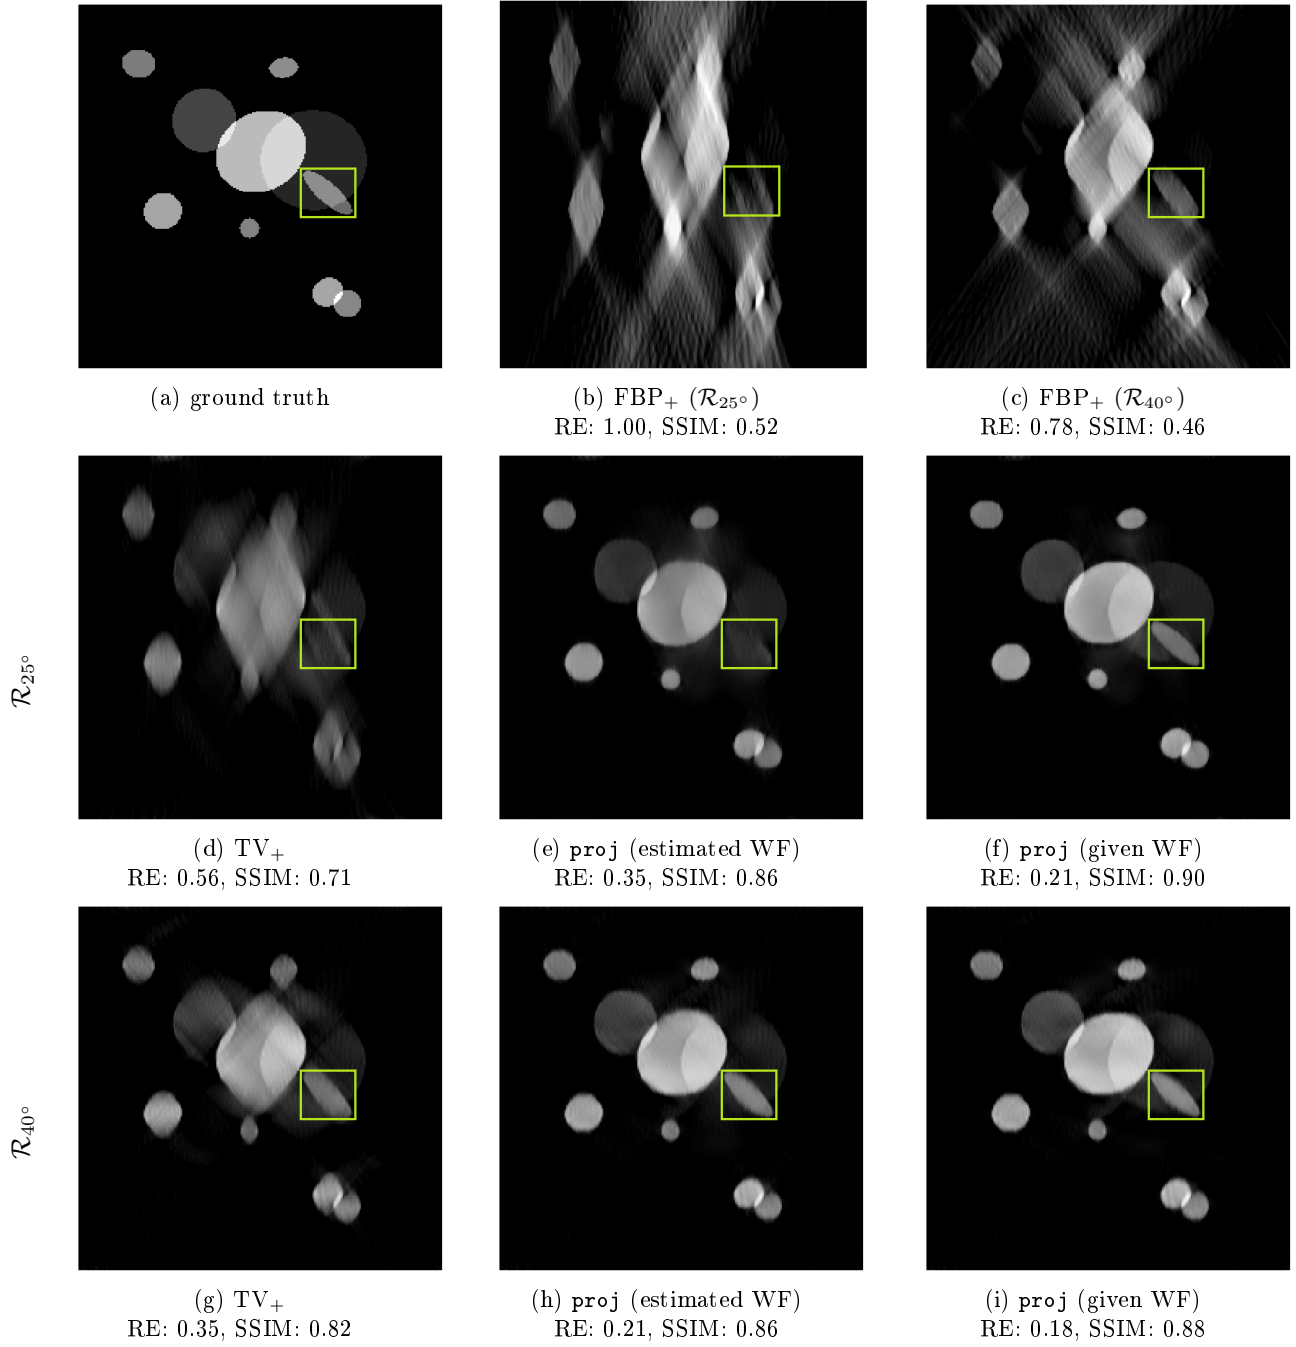 (a) ground truth
(b) FBP₊ (ℛ₂₅°)
RE: 1.00, SSIM: 0.52
(c) FBP₊ (ℛ₄₀°)
RE: 0.78, SSIM: 0.46
ℛ₂₅°
(d) TV₊
RE: 0.56, SSIM: 0.71
(e) proj (estimated WF)
RE: 0.35, SSIM: 0.86
(f) proj (given WF)
RE: 0.21, SSIM: 0.90
ℛ₄₀°
(g) TV₊
RE: 0.35, SSIM: 0.82
(h) proj (estimated WF)
RE: 0.21, SSIM: 0.86
(i) proj (given WF)
RE: 0.18, SSIM: 0.88